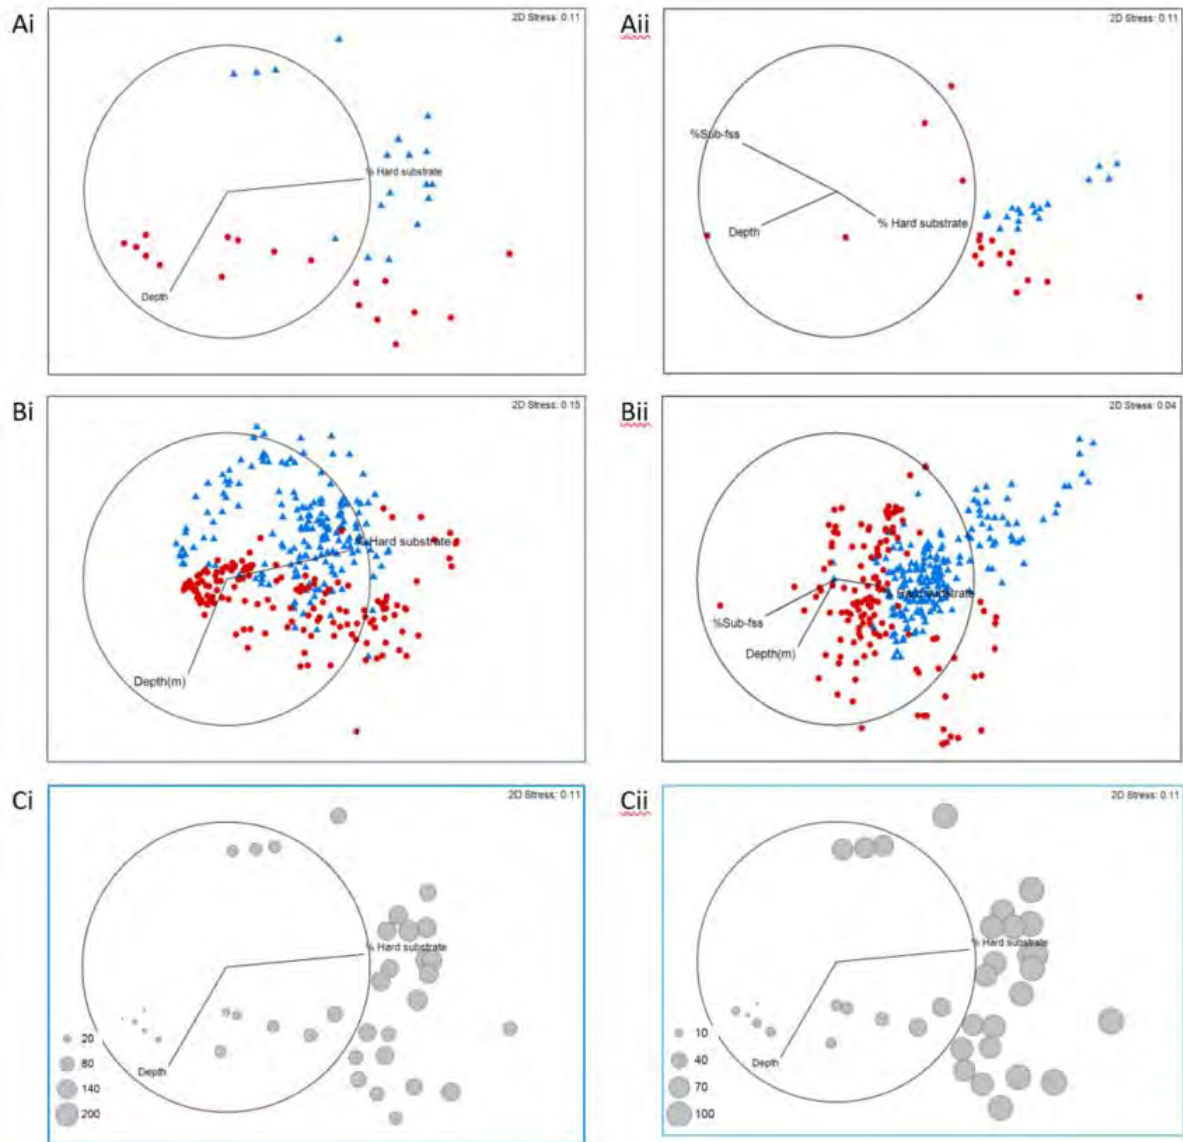 Ai
2D Stress: 0.11
% Hard substrate
Depth
Aii
2D Stress: 0.11
%Sub-fss
Depth
% Hard substrate
Bi
2D Stress: 0.15
% Hard substrate
Depth(m)
Bii
2D Stress: 0.04
% Hard substrate
%Sub-fss
Depth(m)
Ci
2D Stress: 0.11
% Hard substrate
Depth
20
80
140
200
Cii
2D Stress: 0.11
% Hard substrate
Depth
10
40
70
100